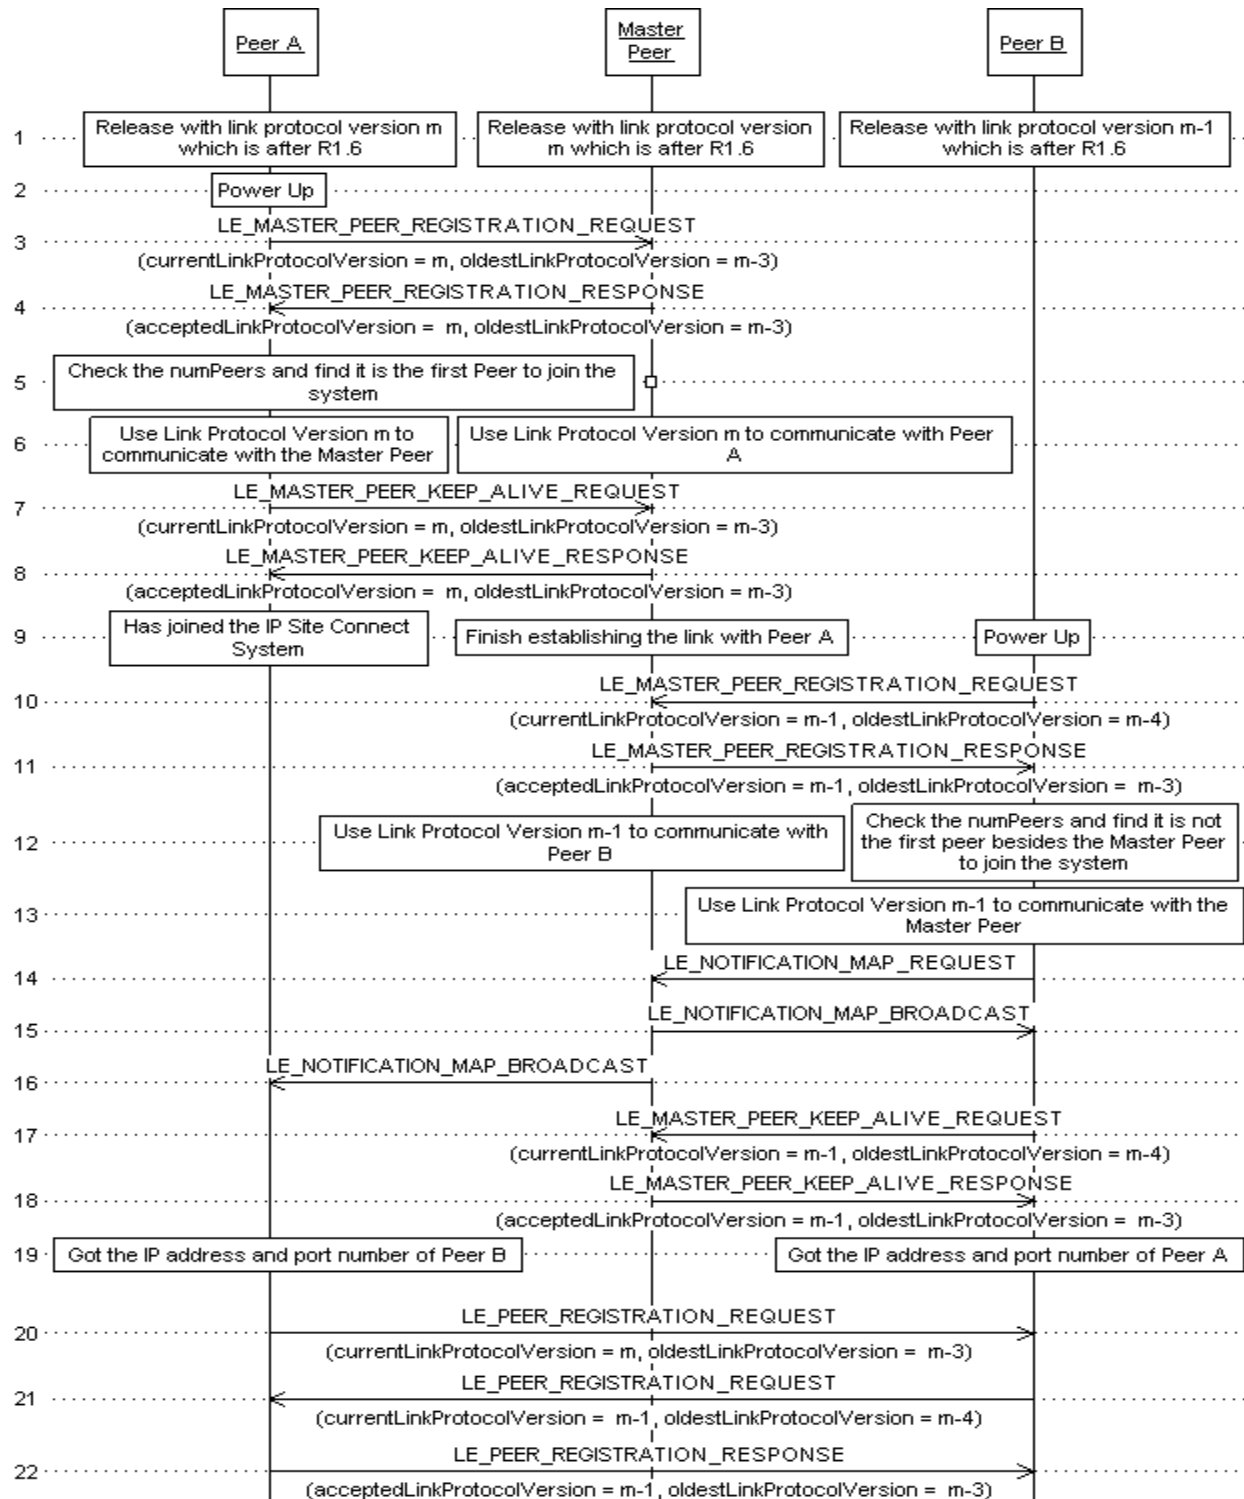 Peer A
Master
Peer
Peer B
1
Release with link protocol version m
which is after R1.6
Release with link protocol version
m which is after R1.6
Release with link protocol version m-1
which is after R1.6
2
Power Up
LE_MASTER_PEER_REGISTRATION_REQUEST
3
(currentLinkProtocolVersion = m, oldestLinkProtocolVersion = m-3)
LE_MASTER_PEER_REGISTRATION_RESPONSE
4
(acceptedLinkProtocolVersion = m, oldestLinkProtocolVersion = m-3)
5
Check the numPeers and find it is the first Peer to join the
system
6
Use Link Protocol Version m to
communicate with the Master Peer
Use Link Protocol Version m to communicate with Peer
A
LE_MASTER_PEER_KEEP_ALIVE_REQUEST
7
(currentLinkProtocolVersion = m, oldestLinkProtocolVersion = m-3)
LE_MASTER_PEER_KEEP_ALIVE_RESPONSE
8
(acceptedLinkProtocolVersion = m, oldestLinkProtocolVersion = m-3)
9
Has joined the IP Site Connect
System
Finish establishing the link with Peer A
Power Up
LE_MASTER_PEER_REGISTRATION_REQUEST
10
(currentLinkProtocolVersion = m-1, oldestLinkProtocolVersion = m-4)
LE_MASTER_PEER_REGISTRATION_RESPONSE
11
(acceptedLinkProtocolVersion = m-1, oldestLinkProtocolVersion = m-3)
12
Use Link Protocol Version m-1 to communicate with
Peer B
Check the numPeers and find it is not
the first peer besides the Master Peer
to join the system
13
Use Link Protocol Version m-1 to communicate with the
Master Peer
LE_NOTIFICATION_MAP_REQUEST
14
LE_NOTIFICATION_MAP_BROADCAST
15
LE_NOTIFICATION_MAP_BROADCAST
16
LE_MASTER_PEER_KEEP_ALIVE_REQUEST
17
(currentLinkProtocolVersion = m-1, oldestLinkProtocolVersion = m-4)
LE_MASTER_PEER_KEEP_ALIVE_RESPONSE
18
(acceptedLinkProtocolVersion = m-1, oldestLinkProtocolVersion = m-3)
19
Got the IP address and port number of Peer B
Got the IP address and port number of Peer A
LE_PEER_REGISTRATION_REQUEST
20
(currentLinkProtocolVersion = m, oldestLinkProtocolVersion = m-3)
LE_PEER_REGISTRATION_REQUEST
21
(currentLinkProtocolVersion = m-1, oldestLinkProtocolVersion = m-4)
LE_PEER_REGISTRATION_RESPONSE
22
(acceptedLinkProtocolVersion = m-1, oldestLinkProtocolVersion = m-3)